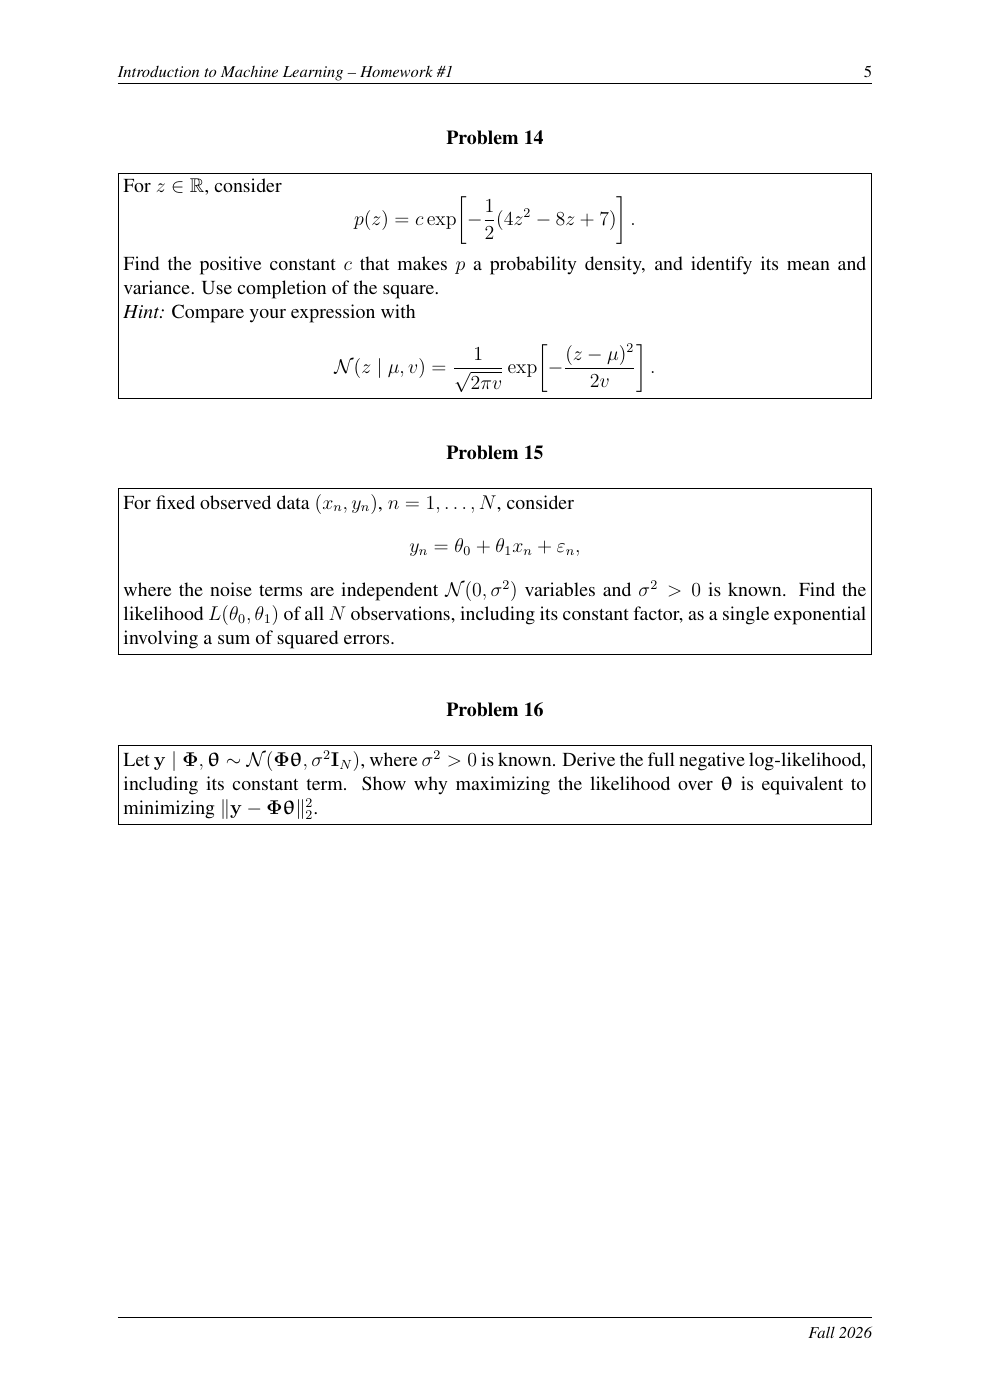 Introduction to Machine Learning – Homework #1 5
Problem 14
For z ∈ ℝ, consider
p(z) = c exp[−1/2(4z² − 8z + 7)] .
Find the positive constant c that makes p a probability density, and identify its mean and
variance. Use completion of the square.
Hint: Compare your expression with
𝒩(z | μ, v) = 1/√(2πv) exp[−(z − μ)²/2v] .
Problem 15
For fixed observed data (xₙ, yₙ), n = 1, . . . , N, consider
yₙ = θ₀ + θ₁xₙ + εₙ,
where the noise terms are independent 𝒩(0, σ²) variables and σ² > 0 is known. Find the
likelihood L(θ₀, θ₁) of all N observations, including its constant factor, as a single exponential
involving a sum of squared errors.
Problem 16
Let y | Φ, θ ∼ 𝒩(Φθ, σ²I_N), where σ² > 0 is known. Derive the full negative log-likelihood,
including its constant term. Show why maximizing the likelihood over θ is equivalent to
minimizing ‖y − Φθ‖₂².
Fall 2026